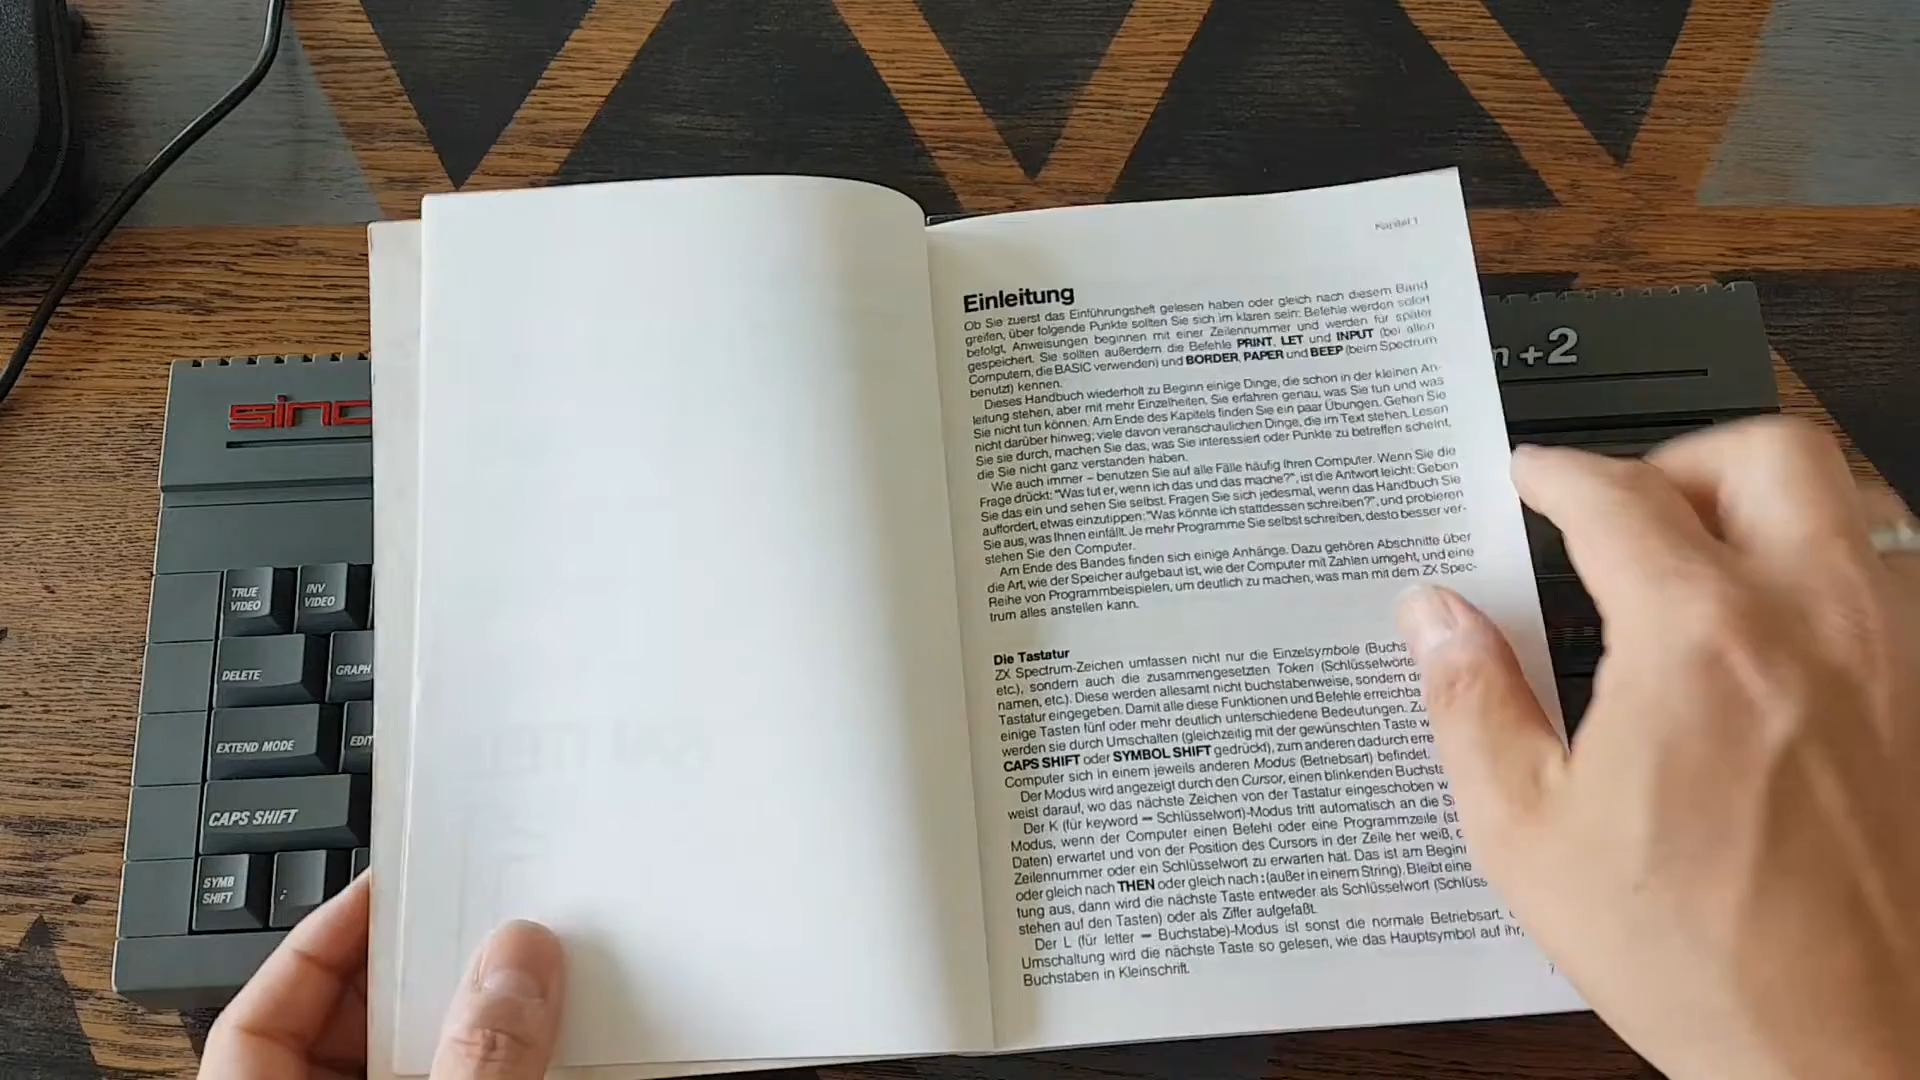 Kapitel 1
Einleitung
Ob Sie zuerst das Einführungsheft gelesen haben oder gleich nach diesem Band
greifen, über folgende Punkte sollten Sie sich im klaren sein: Befehle werden sofort
befolgt, Anweisungen beginnen mit einer Zeilennummer und werden für später
gespeichert. Sie sollten außerdem die Befehle PRINT, LET und INPUT (bei allen
Computern, die BASIC verwenden) und BORDER, PAPER und BEEP (beim Spectrum
benutzt) kennen.
Dieses Handbuch wiederholt zu Beginn einige Dinge, die schon in der kleinen An-
leitung stehen, aber mit mehr Einzelheiten. Sie erfahren genau, was Sie tun und was
Sie nicht tun können. Am Ende des Kapitels finden Sie ein paar Übungen. Gehen Sie
nicht darüber hinweg; viele davon veranschaulichen Dinge, die im Text stehen. Lesen
Sie sie durch, machen Sie das, was Sie interessiert oder Punkte zu betreffen scheint,
die Sie nicht ganz verstanden haben.
Wie auch immer – benutzen Sie auf alle Fälle häufig Ihren Computer. Wenn Sie die
Frage drückt: "Was tut er, wenn ich das und das mache?", ist die Antwort leicht: Geben
Sie das ein und sehen Sie selbst. Fragen Sie sich jedesmal, wenn das Handbuch Sie
auffordert, etwas einzutippen: "Was könnte ich stattdessen schreiben?", und probieren
Sie aus, was Ihnen einfällt. Je mehr Programme Sie selbst schreiben, desto besser ver-
stehen Sie den Computer.
Am Ende des Bandes finden sich einige Anhänge. Dazu gehören Abschnitte über
die Art, wie der Speicher aufgebaut ist, wie der Computer mit Zahlen umgeht, und eine
Reihe von Programmbeispielen, um deutlich zu machen, was man mit dem ZX Spec-
trum alles anstellen kann.
Die Tastatur
ZX Spectrum-Zeichen umfassen nicht nur die Einzelsymbole (Buchs
etc.), sondern auch die zusammengesetzten Token (Schlüsselworte
namen, etc.). Diese werden allesamt nicht buchstabenweise, sondern
Tastatur eingegeben. Damit alle diese Funktionen und Befehle erreichba
einige Tasten fünf oder mehr deutlich unterschiedene Bedeutungen. Zu
werden sie durch Umschalten (gleichzeitig mit der gewünschten Taste w
CAPS SHIFT oder SYMBOL SHIFT gedrückt), zum anderen dadurch erre
Computer sich in einem jeweils anderen Modus (Betriebsart) befindet.
Der Modus wird angezeigt durch den Cursor, einen blinkenden Buchsta
weist darauf, wo das nächste Zeichen von der Tastatur eingeschoben w
Der K (für keyword – Schlüsselwort)-Modus tritt automatisch an die S
Modus, wenn der Computer einen Befehl oder eine Programmzeile (st
Daten) erwartet und von der Position des Cursors in der Zeile her weiß, c
Zeilennummer oder ein Schlüsselwort zu erwarten hat. Das ist am Begin
oder gleich nach THEN oder gleich nach : (außer in einem String). Bleibt eine
tung aus, dann wird die nächste Taste entweder als Schlüsselwort (Schlüss
stehen auf den Tasten) oder als Ziffer aufgefaßt.
Der L (für letter – Buchstabe)-Modus ist sonst die normale Betriebsart.
Umschaltung wird die nächste Taste so gelesen, wie das Hauptsymbol auf ihr,
Buchstaben in Kleinschrift.
7
sinc
+2
TRUE VIDEO
INV VIDEO
DELETE
GRAPH
EXTEND MODE
EDIT
CAPS SHIFT
SYMB SHIFT
;